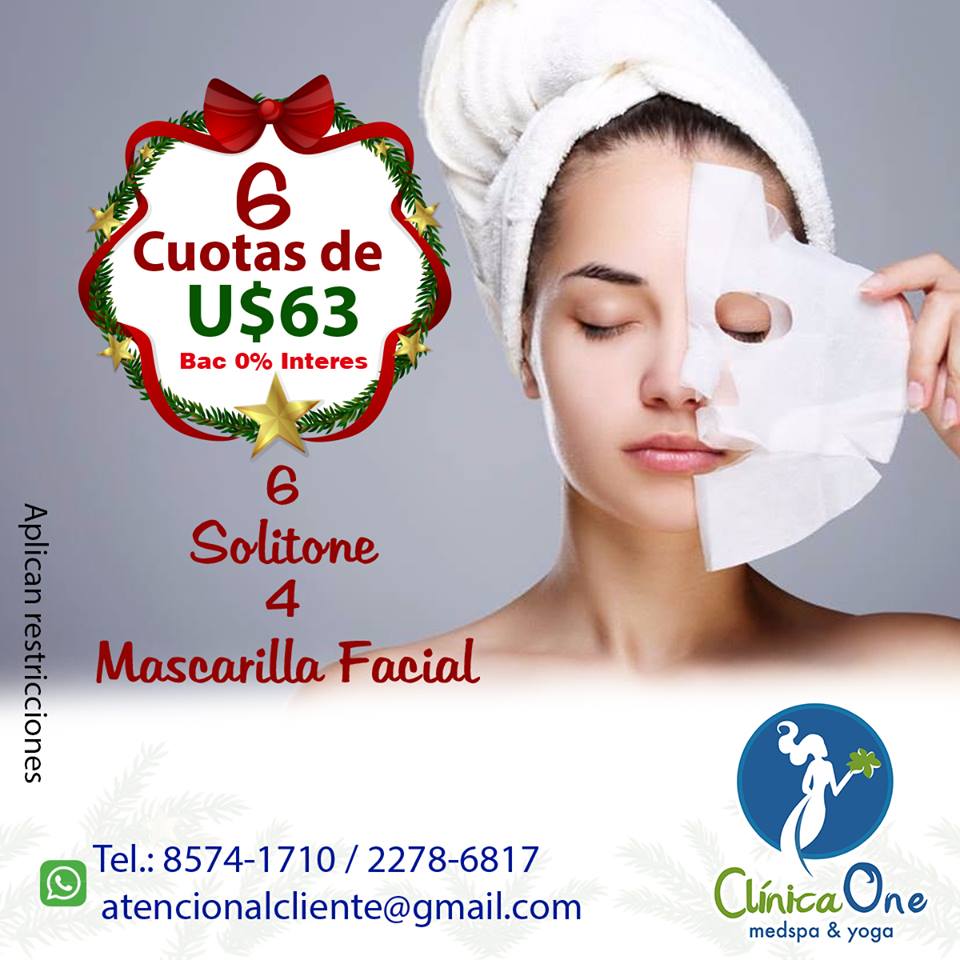 6
Cuotas de
U$63
Bac 0% Interes
6
Solitone
4
Mascarilla Facial
Aplican restricciones
Tel.: 8574-1710 / 2278-6817
atencionalcliente@gmail.com
Clínica One
medspa & yoga